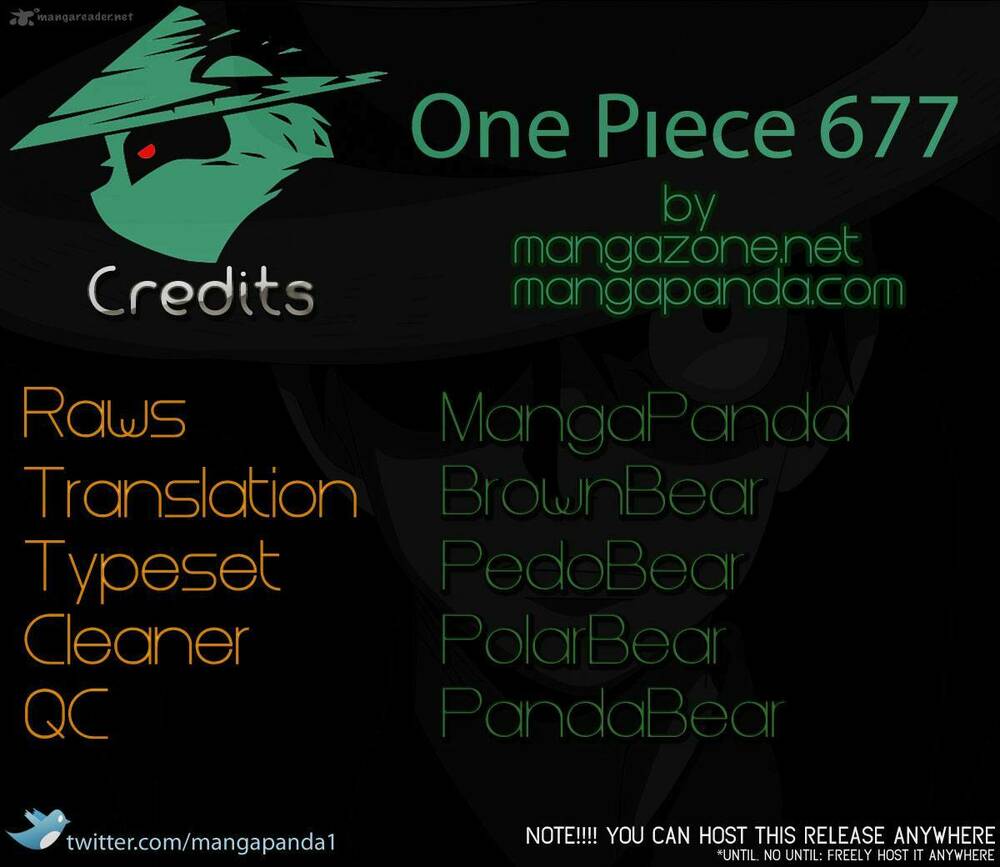 mangareader.net
One Piece 677
by
mangazone.net
mangapanda.com
Credits
Raws MangaPanda
Translation BrownBear
Typeset PedoBear
Cleaner PolarBear
QC PandaBear
twitter.com/mangapanda1
NOTE!!!! YOU CAN HOST THIS RELEASE ANYWHERE
*UNTIL. NO UNTIL. FREELY HOST IT ANYWHERE